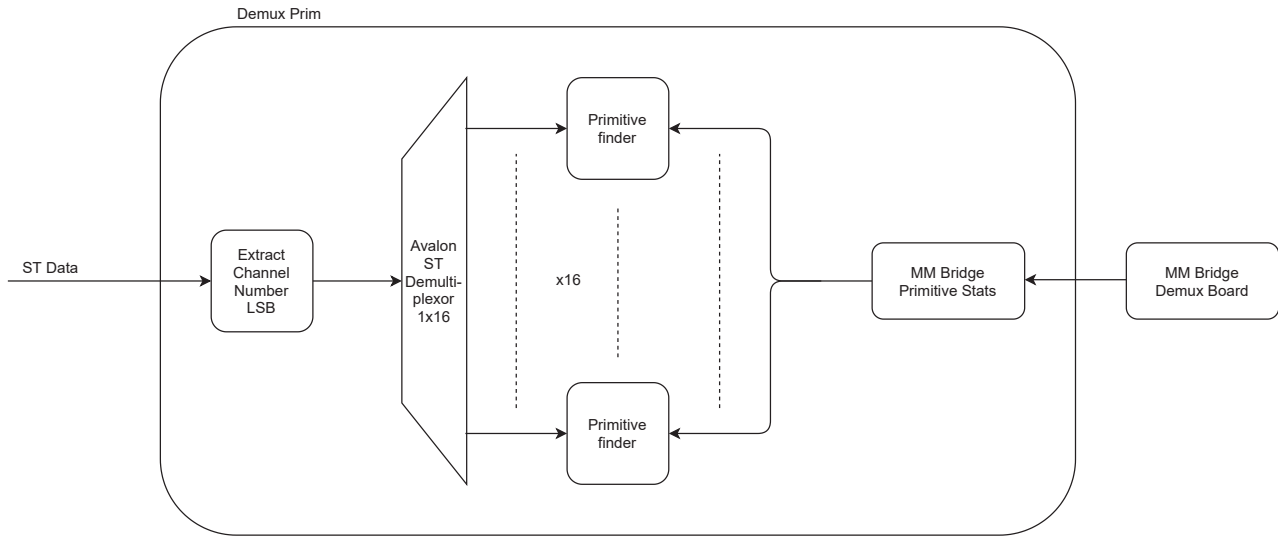 Demux Prim
Primitive
finder
ST Data
Extract
Channel
Number
LSB
Avalon
ST
Demulti-
plexor
1x16
x16
MM Bridge
Primitive Stats
MM Bridge
Demux Board
Primitive
finder